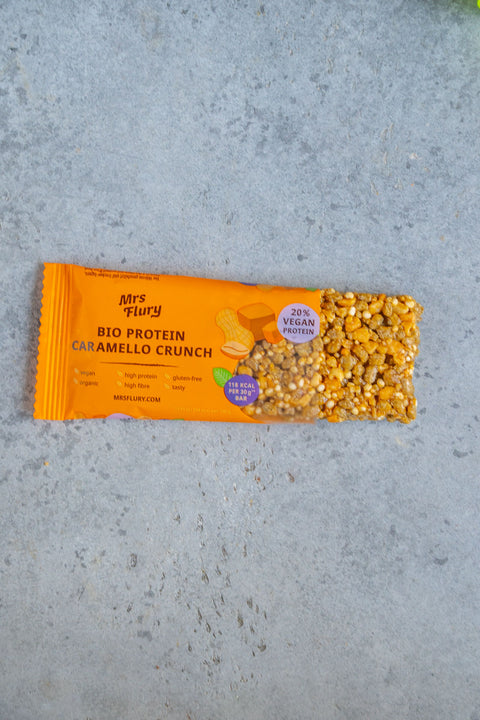 Mrs
Flury
BIO PROTEIN
CARAMELLO CRUNCH
vegan
high protein
gluten-free
organic
high fibre
tasty
MRSFLURY.COM
20%
VEGAN
PROTEIN
118 KCAL
PER 30g
BAR